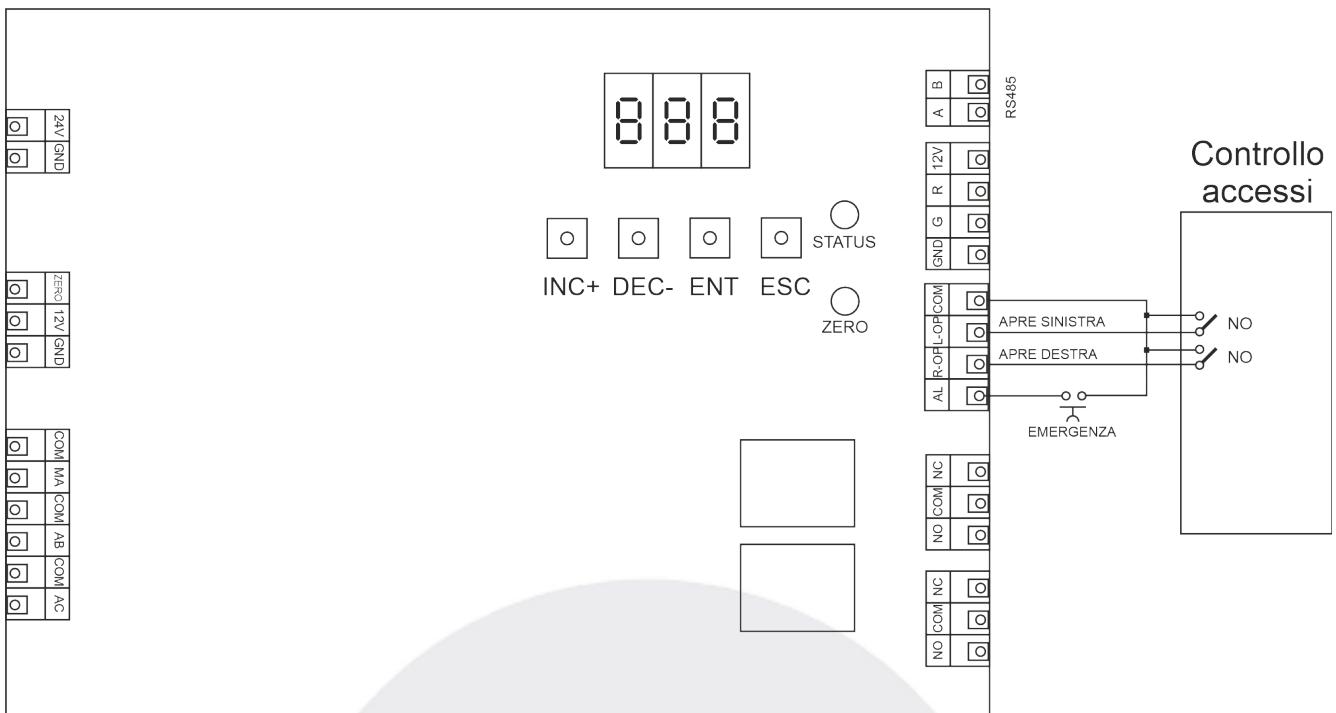 24V
GND
ZERO
12V
GND
COM
MA
COM
AB
COM
AC
888
INC+ DEC- ENT ESC
STATUS
ZERO
B
A
RS485
12V
R
G
GND
COM
L-OP
R-OP
AL
NC
COM
NO
NC
COM
NO
APRE SINISTRA
APRE DESTRA
EMERGENZA
Controllo
accessi
NO
NO